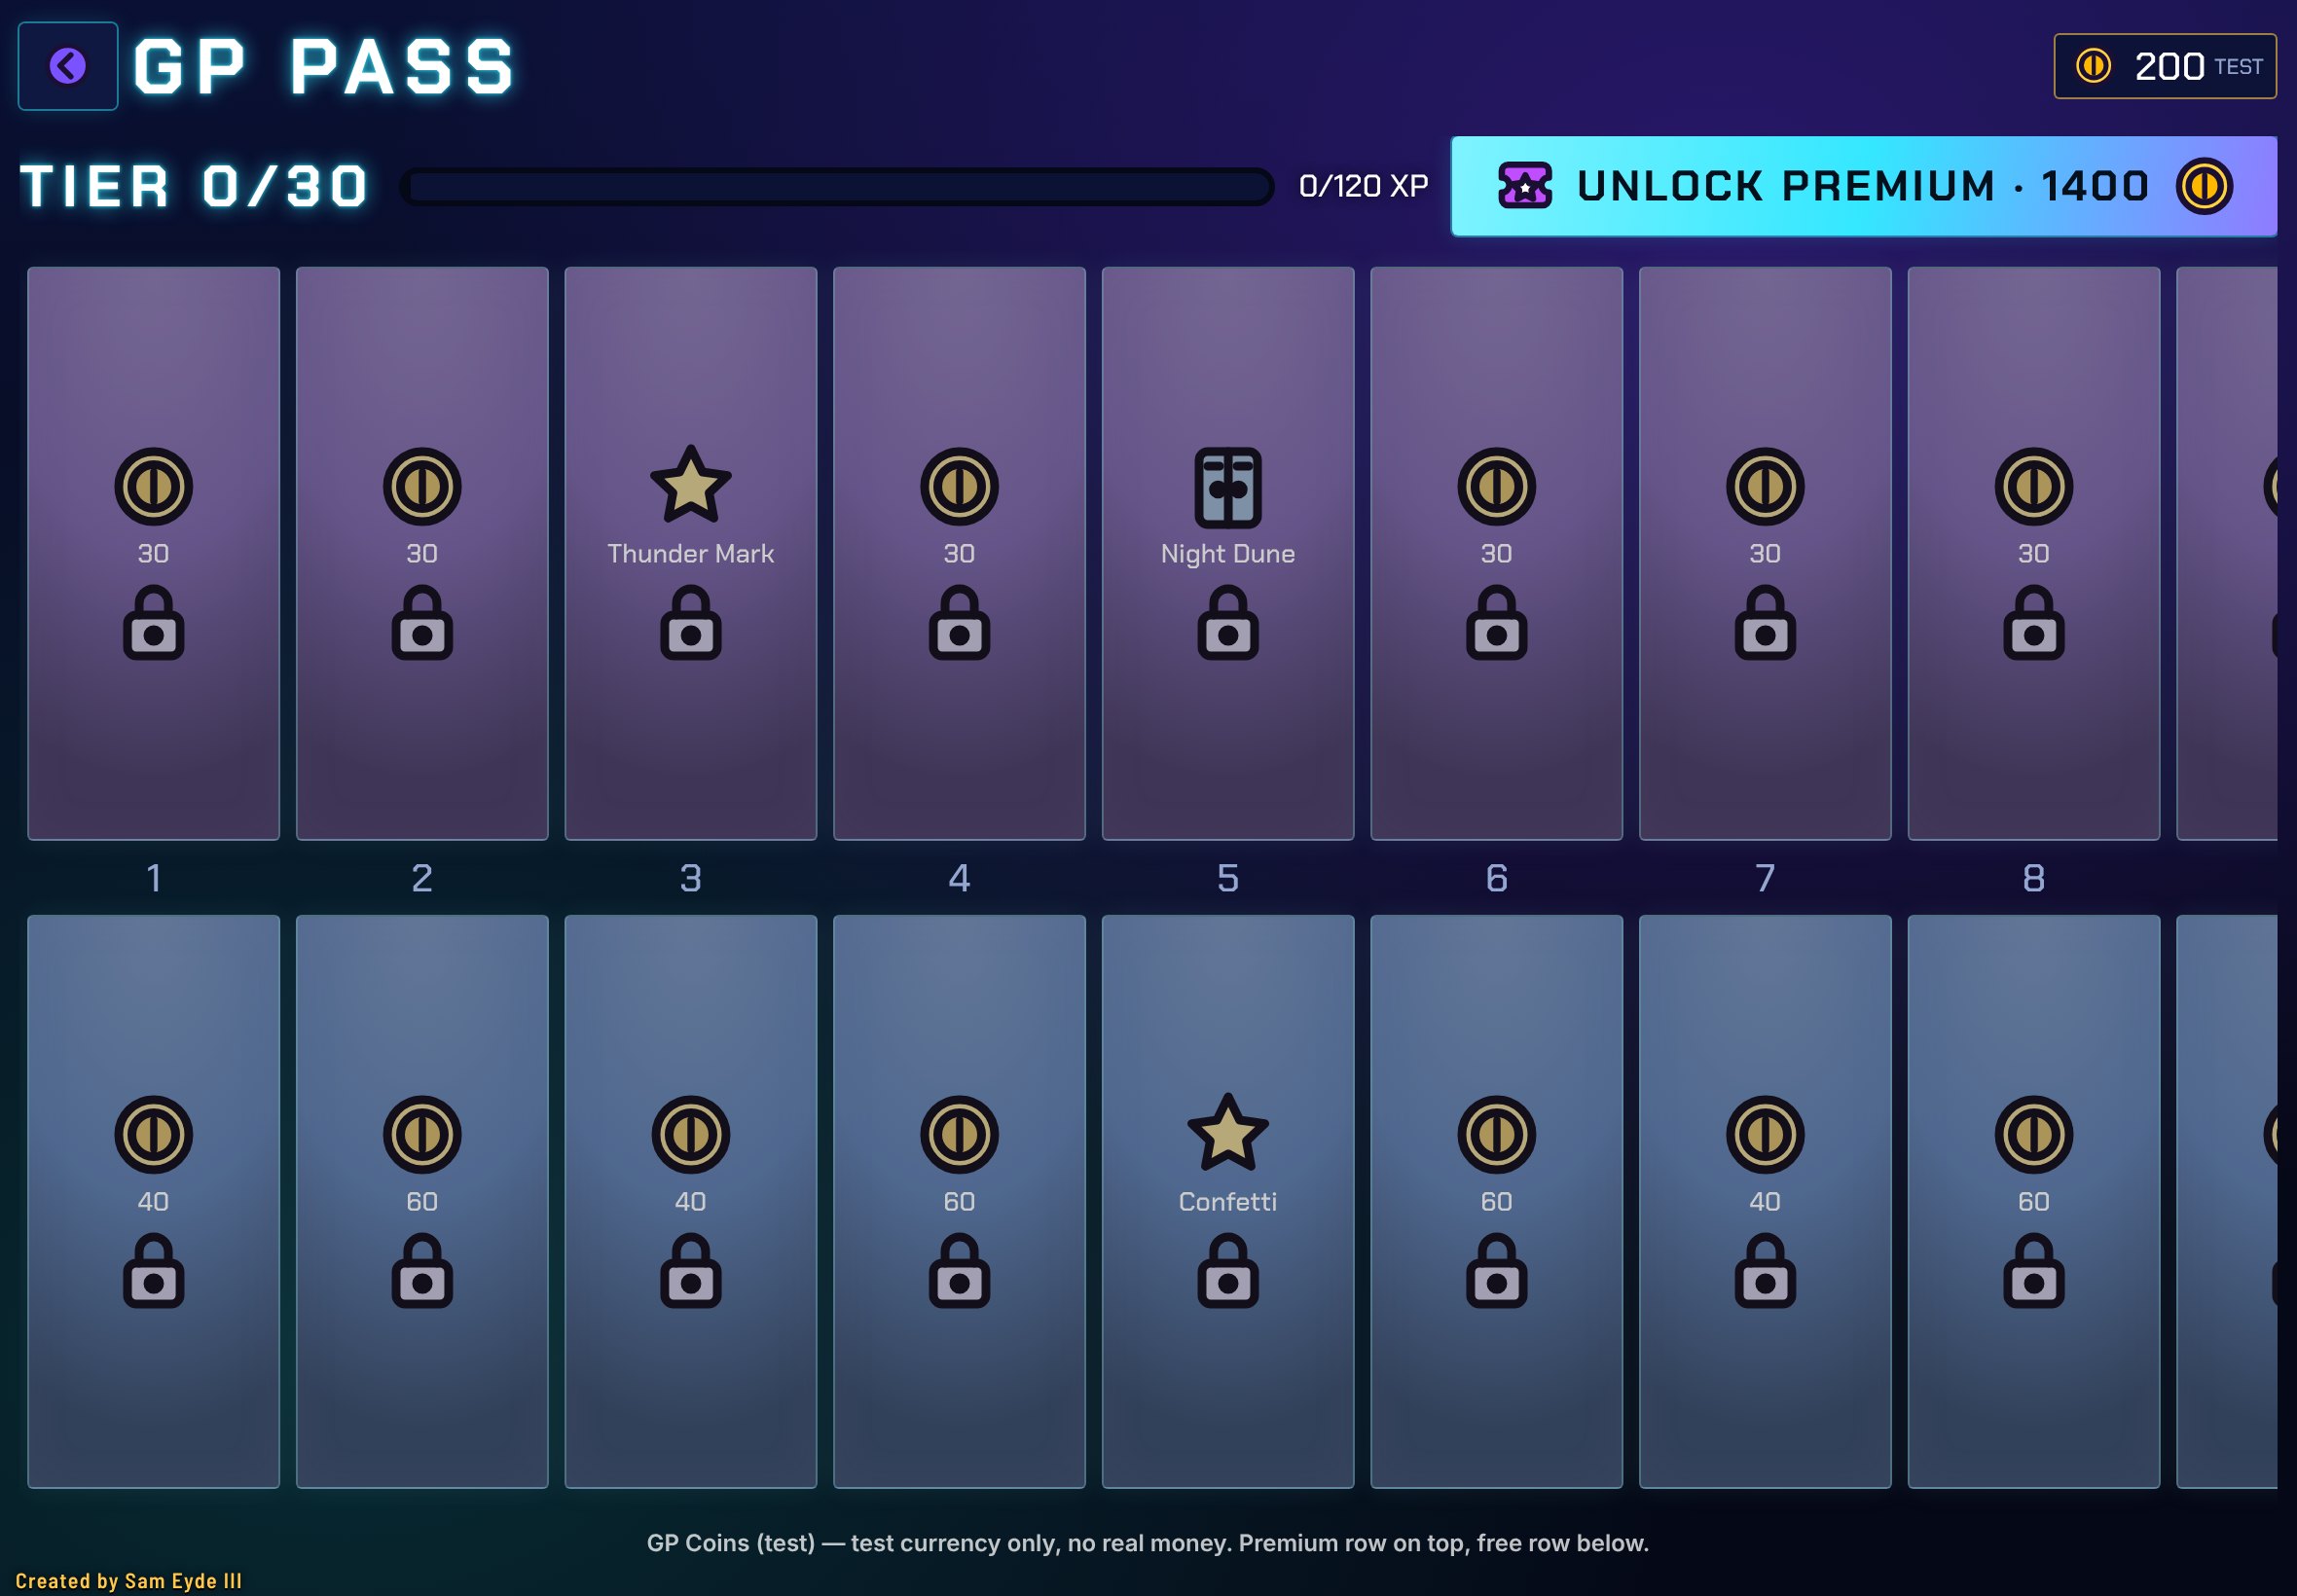 GP PASS
200 TEST
TIER 0/30
0/120 XP
UNLOCK PREMIUM · 1400
30
30
Thunder Mark
30
Night Dune
30
30
30
1
2
3
4
5
6
7
8
40
60
40
60
Confetti
60
40
60
GP Coins (test) — test currency only, no real money. Premium row on top, free row below.
Created by Sam Eyde III